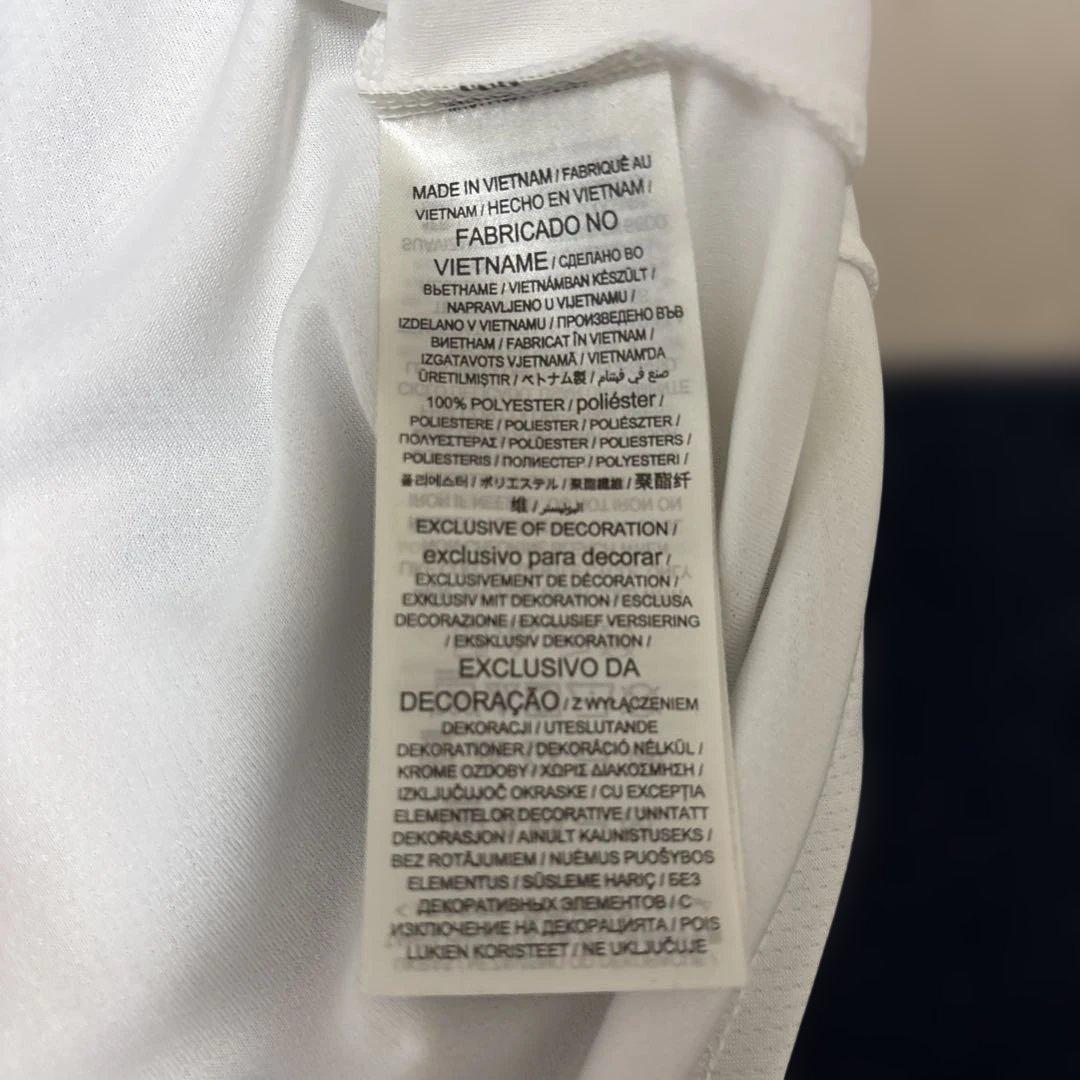 MADE IN VIETNAM / FABRIQUÉ AU
VIETNAM / HECHO EN VIETNAM /
FABRICADO NO
VIETNAME / СДЕЛАНО ВО
ВЬЕТНАМЕ / VIETNÁMBAN KÉSZÜLT /
NAPRAVLJENO U VIJETNAMU /
IZDELANO V VIETNAMU / ПРОИЗВЕДЕНО ВЪВ
ВИЕТНАМ / FABRICAT ÎN VIETNAM /
IZGATAVOTS VJETNAMĀ / VIETNAM'DA
ÜRETILMIŞTIR / ベトナム製 / صنع في فيتنام
100% POLYESTER / poliéster /
POLIESTERE / POLIESTER / POLIÉSZTER /
ΠΟΛΥΕΣΤΕΡΑΣ / POLÜESTER / POLIESTERS /
POLIESTERIS / ПОЛИЕСТЕР / POLYESTERI /
폴리에스터 / ポリエステル / 聚酯纖維 / 聚酯纤
维 / البوليستر
EXCLUSIVE OF DECORATION /
exclusivo para decorar /
EXCLUSIVEMENT DE DÉCORATION /
EXKLUSIV MIT DEKORATION / ESCLUSA
DECORAZIONE / EXCLUSIEF VERSIERING
/ EKSKLUSIV DEKORATION /
EXCLUSIVO DA
DECORAÇÃO / Z WYŁĄCZENIEM
DEKORACJI / UTESLUTANDE
DEKORATIONER / DEKORÁCIÓ NÉLKÜL /
KROME OZDOBY / ΧΩΡΙΣ ΔΙΑΚΟΣΜΗΣΗ /
IZKLJUČUJOČ OKRASKE / CU EXCEPȚIA
ELEMENTELOR DECORATIVE / UNNTATT
DEKORASJON / AINULT KAUNISTUSEKS /
BEZ ROTĀJUMIEM / NUĖMUS PUOŠYBOS
ELEMENTUS / SÜSLEME HARIÇ / БЕЗ
ДЕКОРАТИВНЫХ ЭЛЕМЕНТОВ / С
ИЗКЛЮЧЕНИЕ НА ДЕКОРАЦИЯТА / POIS
LUKIEN KORISTEET / NE UKLJUČUJE